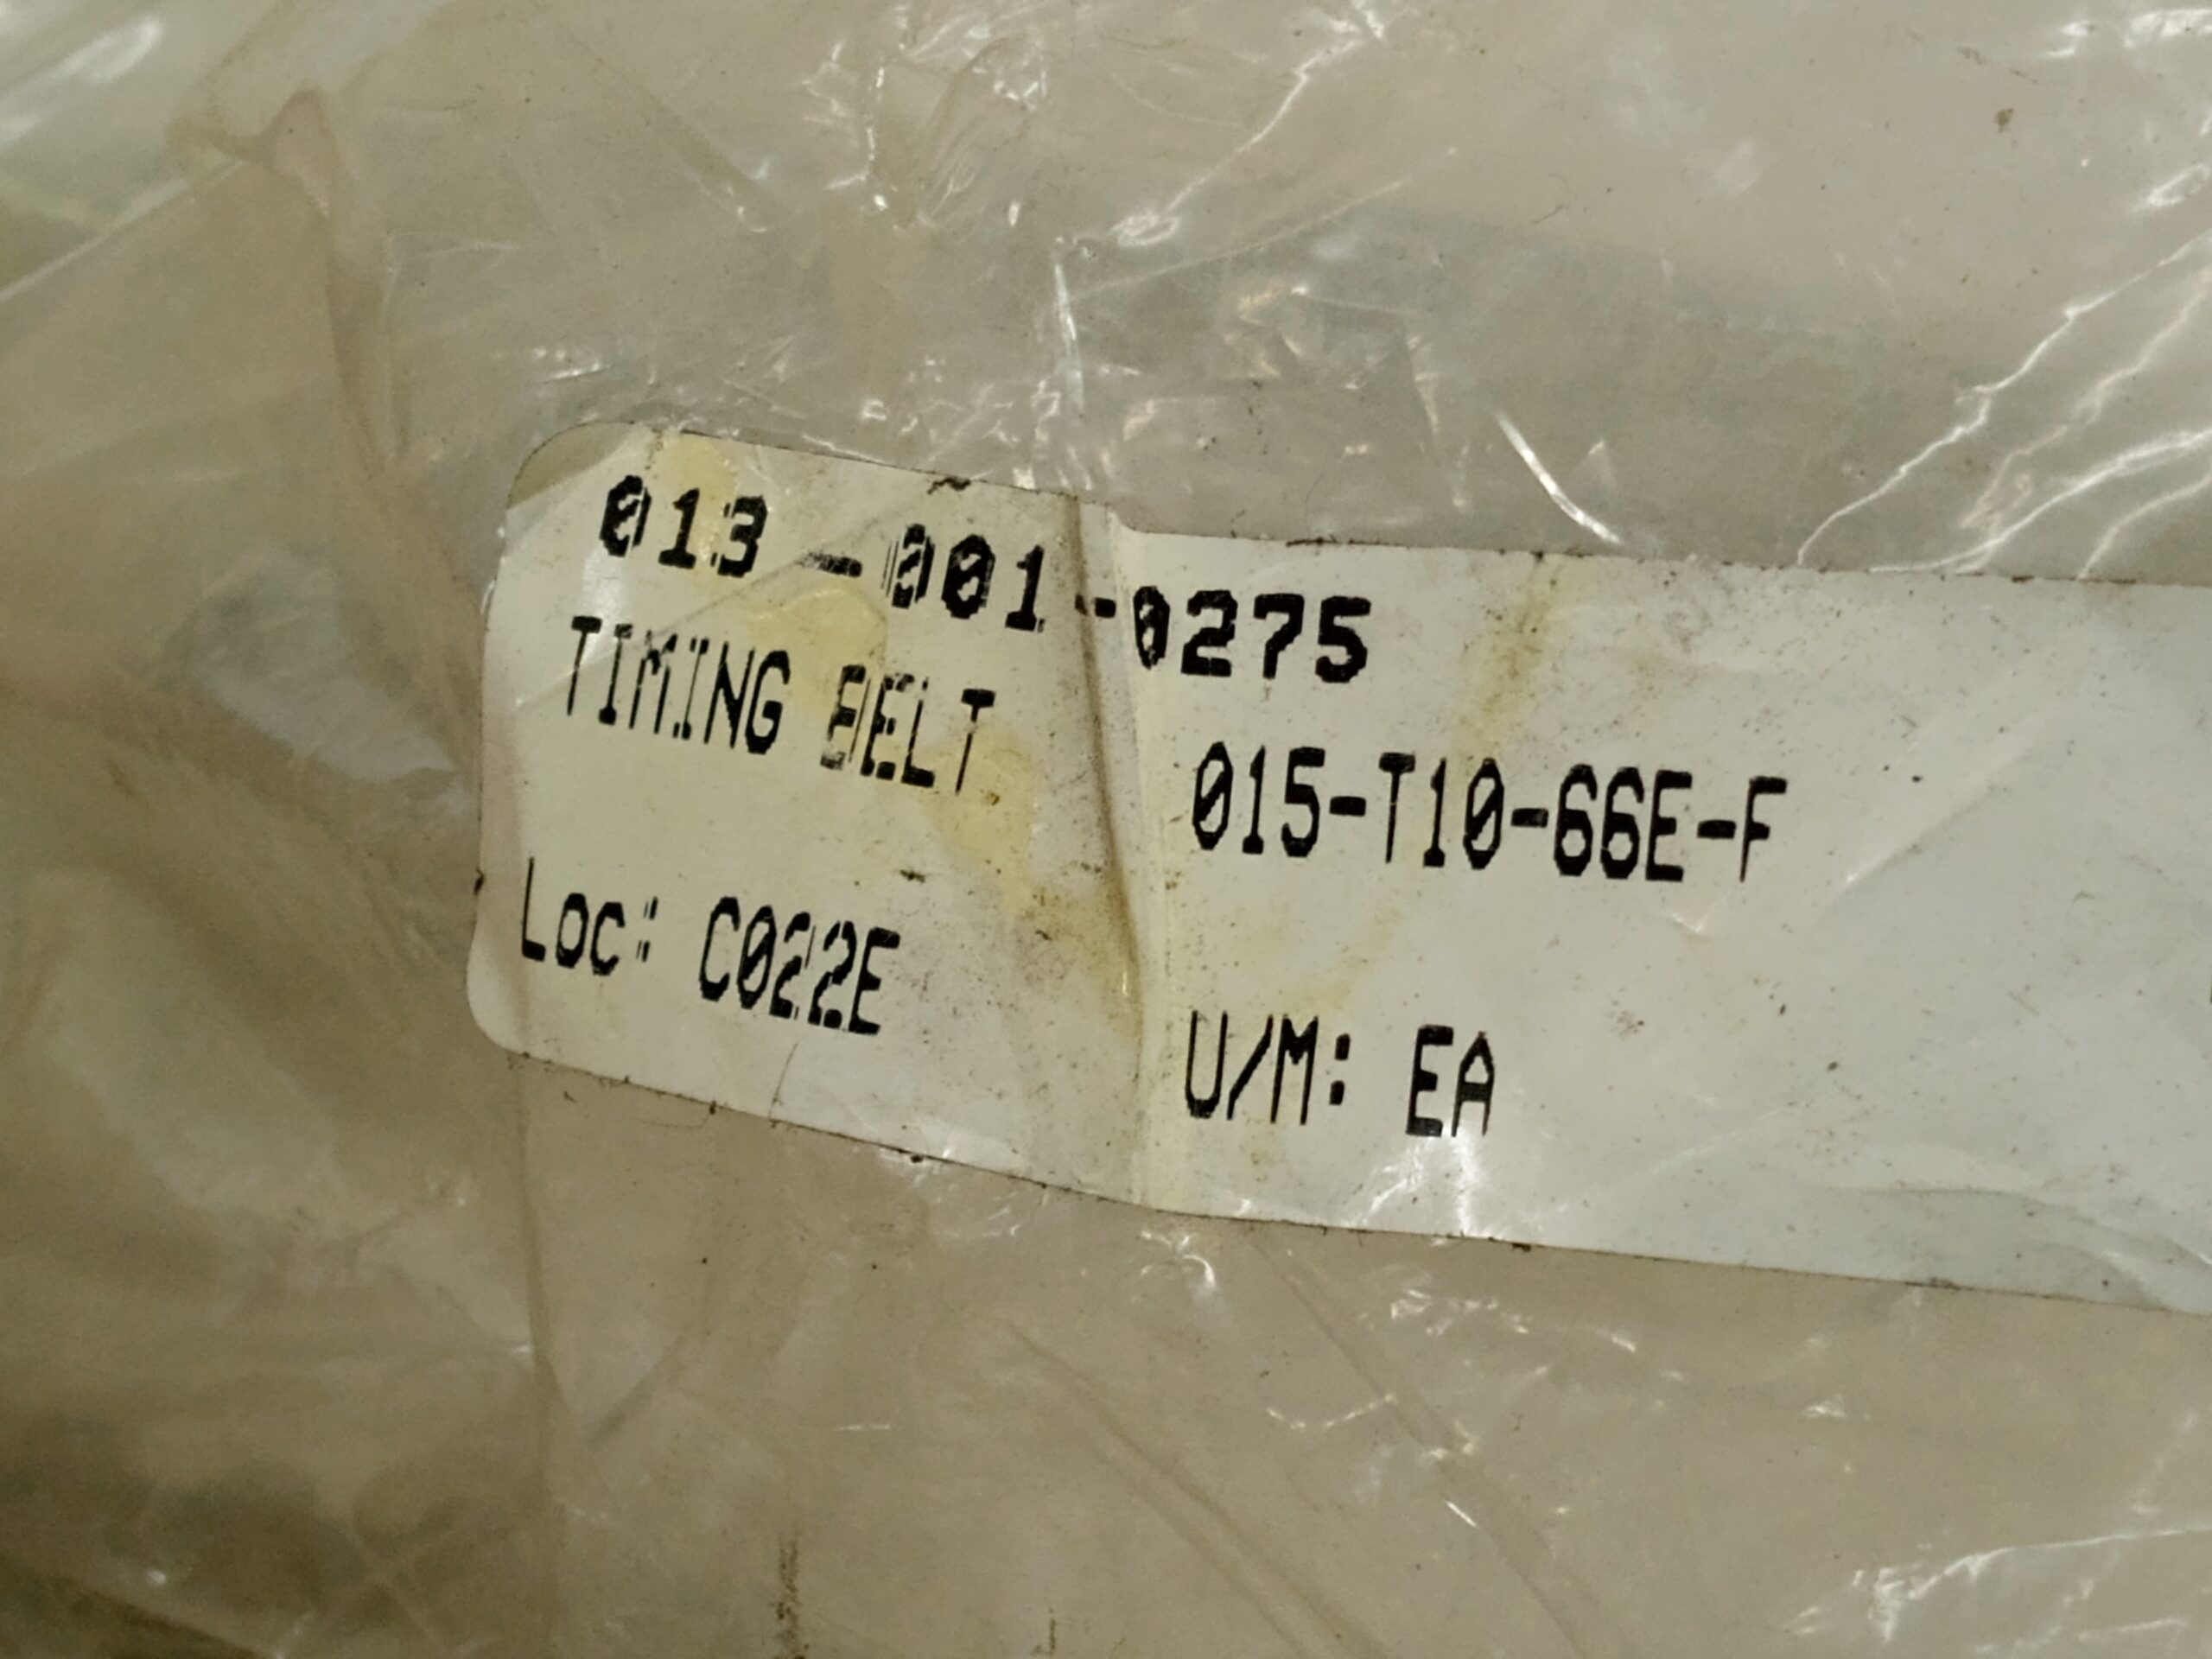 013-001-0275
TIMING BELT 015-T10-66E-F
Loc: C022E U/M: EA